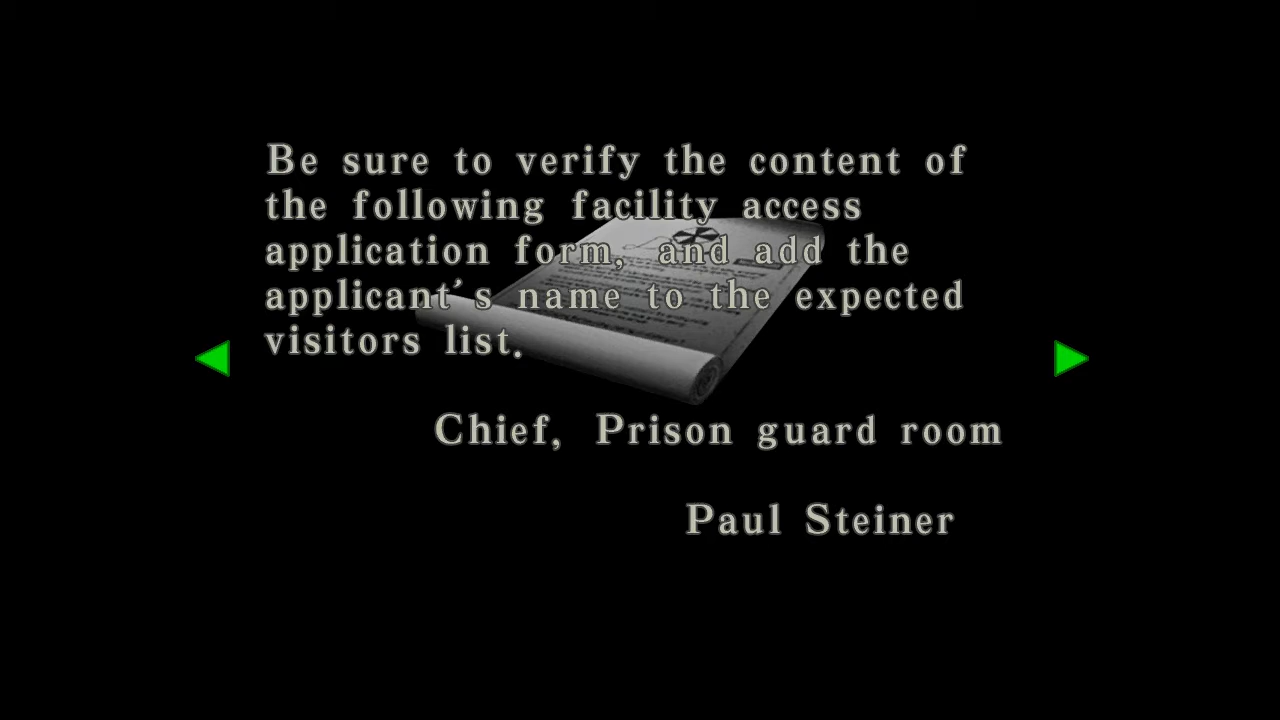 Be sure to verify the content of
the following facility access
application form, and add the
applicant's name to the expected
visitors list.
Chief, Prison guard room
Paul Steiner